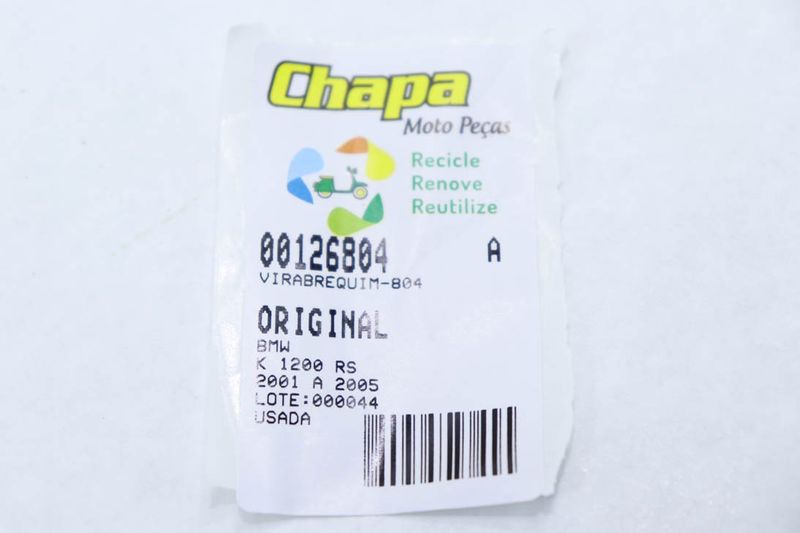 Chapa
Moto Peças
Recicle
Renove
Reutilize
00126804 A
VIRABREQUIM-804
ORIGINAL
BMW
K 1200 RS
2001 A 2005
LOTE:000044
USADA